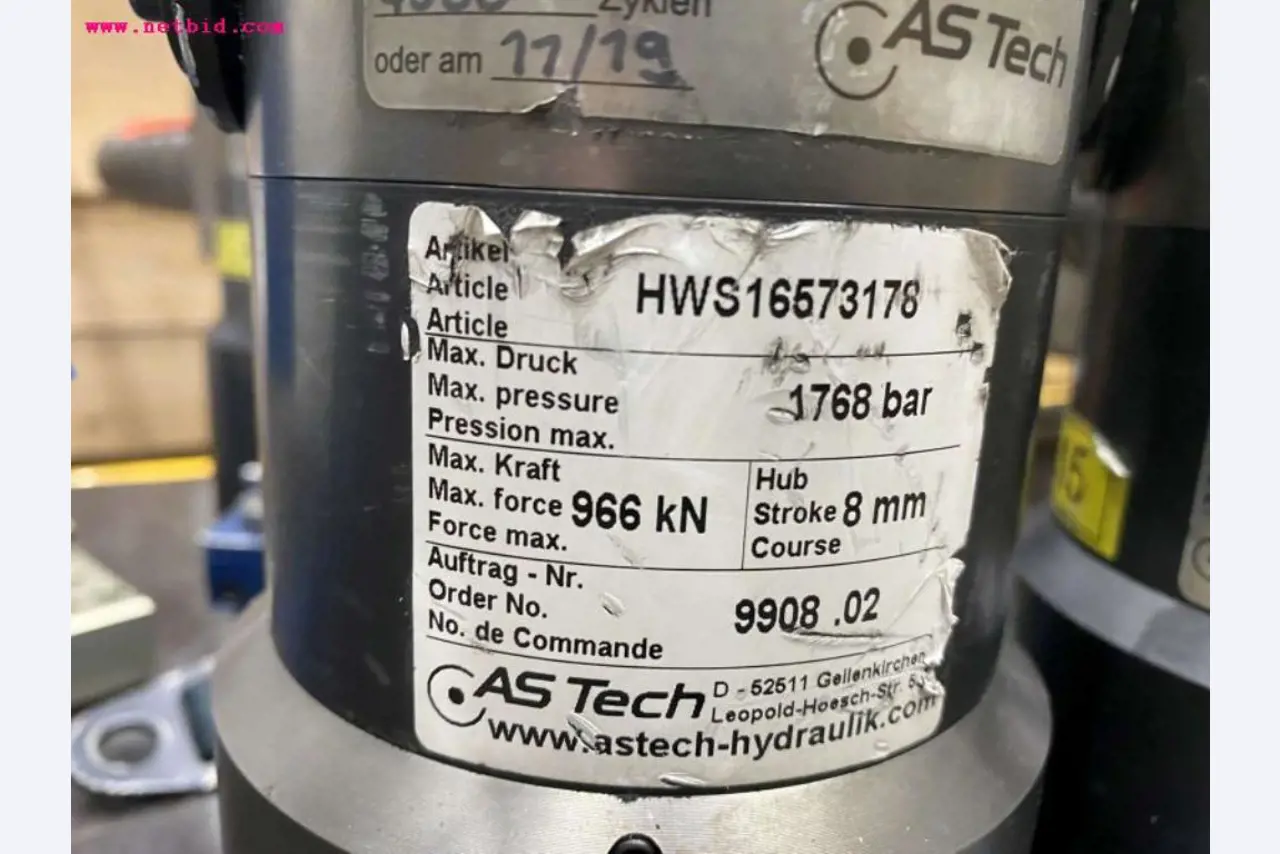 www.netbid.com
Zyklen
oder am 11/19
AS Tech
Artikel
Article
Article
HWS16573178
Max. Druck
Max. pressure
Pression max.
1768 bar
Max. Kraft
Max. force 966 kN
Force max.
Hub
Stroke 8 mm
Course
Auftrag - Nr.
Order No.
No. de Commande
9908 .02
AS Tech
D - 52511 Geilenkirchen
Leopold-Hoesch-Str.
www.astech-hydraulik.com
5